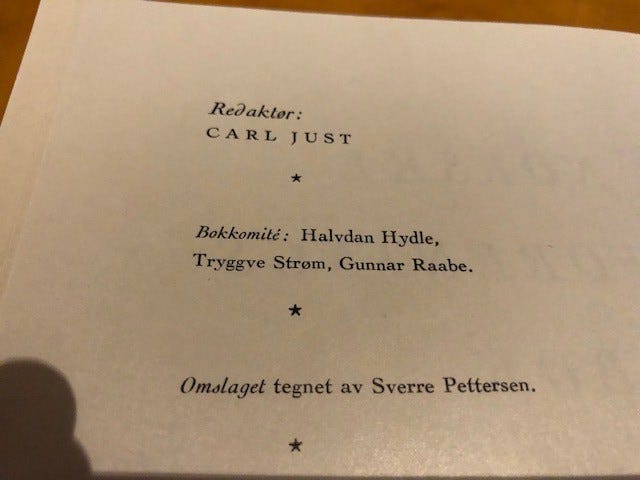 Redaktør:
CARL JUST
★
Bokkomité: Halvdan Hydle,
Tryggve Strøm, Gunnar Raabe.
★
Omslaget tegnet av Sverre Pettersen.
★